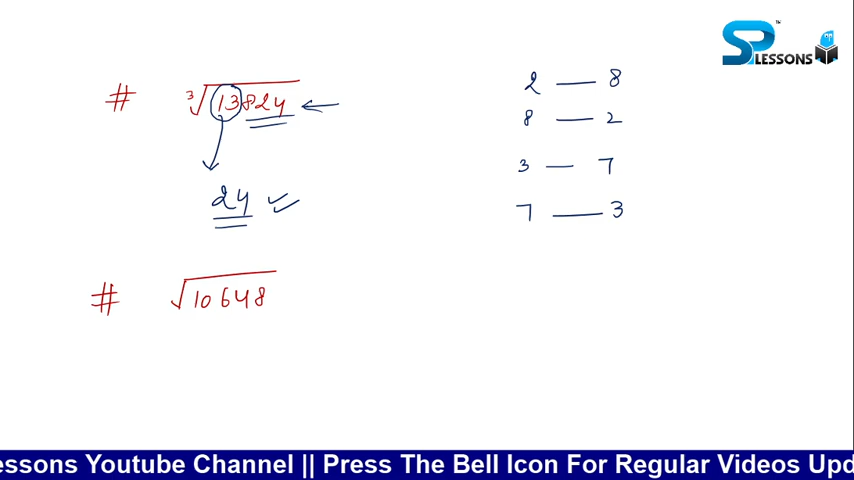 SP LESSONS ™
# ∛13824 ←
24 ✓
# √10648
2 — 8
8 — 2
3 — 7
7 — 3
essons Youtube Channel || Press The Bell Icon For Regular Videos Upd